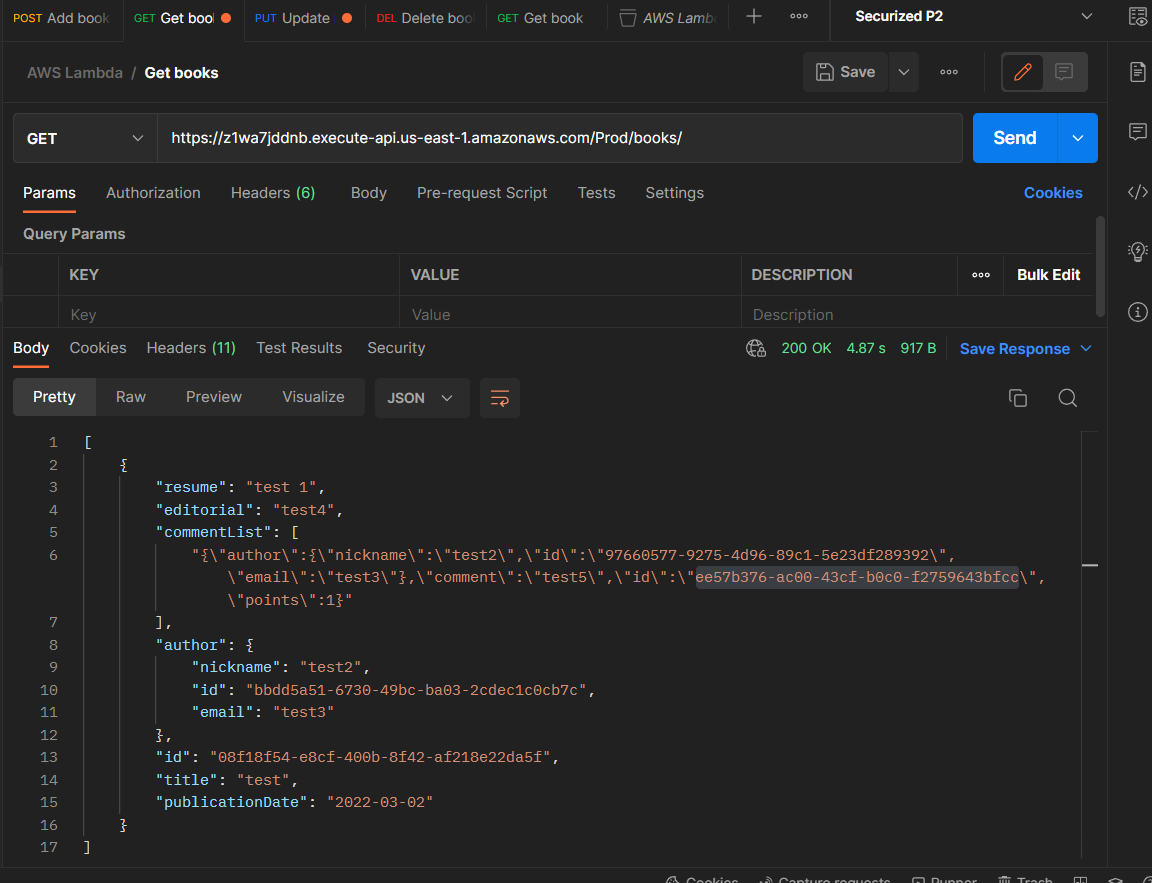 POST Add book GET Get bool PUT Update DEL Delete boo GET Get book AWS Lamb Securized P2
AWS Lambda / Get books Save
GET https://z1wa7jddnb.execute-api.us-east-1.amazonaws.com/Prod/books/ Send
Params Authorization Headers (6) Body Pre-request Script Tests Settings Cookies
Query Params
KEY VALUE DESCRIPTION Bulk Edit
Key Value Description
Body Cookies Headers (11) Test Results Security 200 OK 4.87 s 917 B Save Response
Pretty Raw Preview Visualize JSON
1 [
2 {
3 "resume": "test 1",
4 "editorial": "test4",
5 "commentList": [
6 "{\"author\":{\"nickname\":\"test2\",\"id\":\"97660577-9275-4d96-89c1-5e23df289392\",
\"email\":\"test3\"},\"comment\":\"test5\",\"id\":\"ee57b376-ac00-43cf-b0c0-f2759643bfcc\",
\"points\":1}"
7 ],
8 "author": {
9 "nickname": "test2",
10 "id": "bbdd5a51-6730-49bc-ba03-2cdec1c0cb7c",
11 "email": "test3"
12 },
13 "id": "08f18f54-e8cf-400b-8f42-af218e22da5f",
14 "title": "test",
15 "publicationDate": "2022-03-02"
16 }
17 ]
Cookies Capture requests Runner Trash